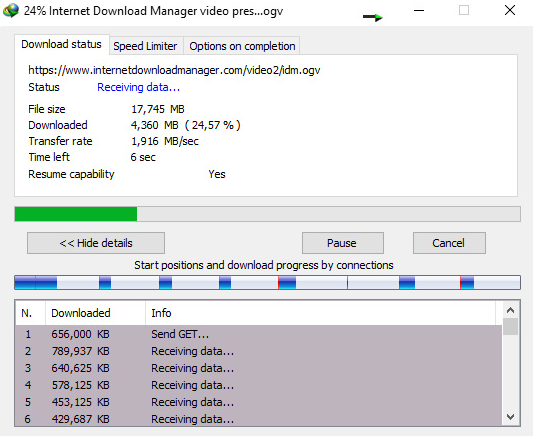 24% Internet Download Manager video pres...ogv
Download status Speed Limiter Options on completion
https://www.internetdownloadmanager.com/video2/idm.ogv
Status Receiving data...
File size 17,745 MB
Downloaded 4,360 MB ( 24,57 % )
Transfer rate 1,916 MB/sec
Time left 6 sec
Resume capability Yes
<< Hide details Pause Cancel
Start positions and download progress by connections
N. Downloaded Info
1 656,000 KB Send GET...
2 789,937 KB Receiving data...
3 640,625 KB Receiving data...
4 578,125 KB Receiving data...
5 453,125 KB Receiving data...
6 429,687 KB Receiving data...